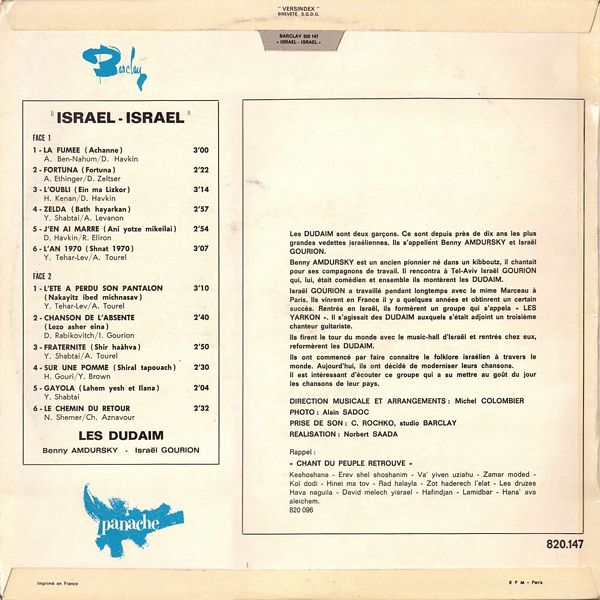 " VERSINDEX "
BREVETE S.G.D.G.
BARCLAY 820 147
- ISRAEL - ISRAEL -
Barclay
"ISRAEL - ISRAEL"
FACE 1
1 - LA FUMEE (Achanne) 3'00
A. Ben-Nahum/D. Havkin
2 - FORTUNA (Fortuna) 2'22
A. Ethinger/D. Zeltser
3 - L'OUBLI (Ein ma Lizkor) 3'14
H. Kenan/D. Havkin
4 - ZELDA (Bath hayarkan) 2'57
Y. Shabtai/A. Levanon
5 - J'EN AI MARRE (Ani yotze mikeilai) 2'54
D. Havkin/R. Eliron
6 - L'AN 1970 (Shnat 1970) 3'07
Y. Tehar-Lev/A. Tourel
FACE 2
1 - L'ETE A PERDU SON PANTALON
(Nakayitz ibed michnasav) 3'10
Y. Tehar-Lev/A. Tourel
2 - CHANSON DE L'ABSENTE 2'40
(Lezo asher eina)
D. Rabikovitch/I. Gourion
3 - FRATERNITE (Shir haàhva) 2'50
Y. Shabtai/A. Tourel
4 - SUR UNE POMME (Shiral tapouach) 2'30
H. Gouri/Y. Brown
5 - GAYOLA (Lahem yesh et Ilana) 2'04
Y. Shabtai
6 - LE CHEMIN DU RETOUR 2'32
N. Shemer/Ch. Aznavour
LES DUDAIM
Benny AMDURSKY - Israël GOURION
panache
Les DUDAIM sont deux garçons. Ce sont depuis près de dix ans les plus
grandes vedettes israéliennes. Ils s'appellent Benny AMDURSKY et Israël
GOURION.
Benny AMDURSKY est un ancien pionnier né dans un kibboutz, il chantait
pour ses compagnons de travail. Il rencontra à Tel-Aviv Israël GOURION
qui, lui, était comédien et ensemble ils montèrent les DUDAIM.
Israël GOURION a travaillé pendant longtemps avec le mime Marceau à
Paris. Ils vinrent en France il y a quelques années et obtinrent un certain
succès. Rentrés en Israël, ils formèrent un groupe qui s'appela « LES
YARKON ». Il s'agissait des DUDAIM auxquels s'était adjoint un troisième
chanteur guitariste.
Ils firent le tour du monde avec le music-hall d'Israël et rentrés chez eux,
reformèrent les DUDAIM.
Ils ont commencé par faire connaitre le folklore israélien à travers le
monde. Aujourd'hui, ils ont décidé de moderniser leurs chansons.
Il est intéressant d'écouter ce groupe qui a su mettre au goût du jour
les chansons de leur pays.
DIRECTION MUSICALE ET ARRANGEMENTS : Michel COLOMBIER
PHOTO : Alain SADOC
PRISE DE SON : C. ROCHKO, studio BARCLAY
REALISATION : Norbert SAADA
Rappel :
« CHANT DU PEUPLE RETROUVE »
Keshoshana - Erev shel shoshanim - Va' yiven uziahu - Zamar moded -
Kol dodi - Hinei ma tov - Rad halayla - Zot haderech l'elat - Les druzes
Hava naguila - David melech yisrael - Hafindjan - Lamidbar - Hana' ava
aleichem.
820 096
820.147
Imprimé en France
R P M - Paris